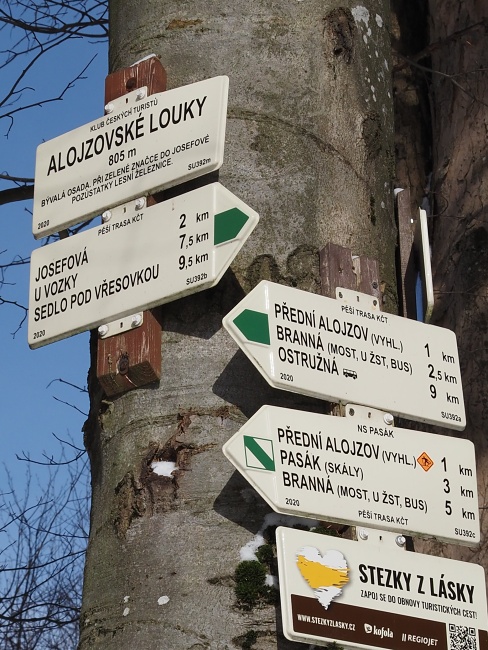 KLUB ČESKÝCH TURISTŮ
ALOJZOVSKÉ LOUKY
805 m
BÝVALÁ OSADA. PŘI ZELENÉ ZNAČCE DO JOSEFOVÉ
POZŮSTATKY LESNÍ ŽELEZNICE.
2020 SU392m
PĚŠÍ TRASA KČT
JOSEFOVÁ 2 KM
U VOZKY 7,5 KM
SEDLO POD VŘESOVKOU 9,5 KM
2020 SU392b
PĚŠÍ TRASA KČT
PŘEDNÍ ALOJZOV (VYHL.) 1 KM
BRANNÁ (MOST, U ŽST, BUS) 2,5 KM
OSTRUŽNÁ 9 KM
2020 SU392a
NS PASÁK
PŘEDNÍ ALOJZOV (VYHL.) 1 KM
PASÁK (SKÁLY) 3 KM
BRANNÁ (MOST, U ŽST, BUS) 5 KM
2020 PĚŠÍ TRASA KČT SU392c
STEZKY Z LÁSKY
ZAPOJ SE DO OBNOVY TURISTICKÝCH CEST!
WWW.STEZKYZLASKY.CZ kofola REGIOJET